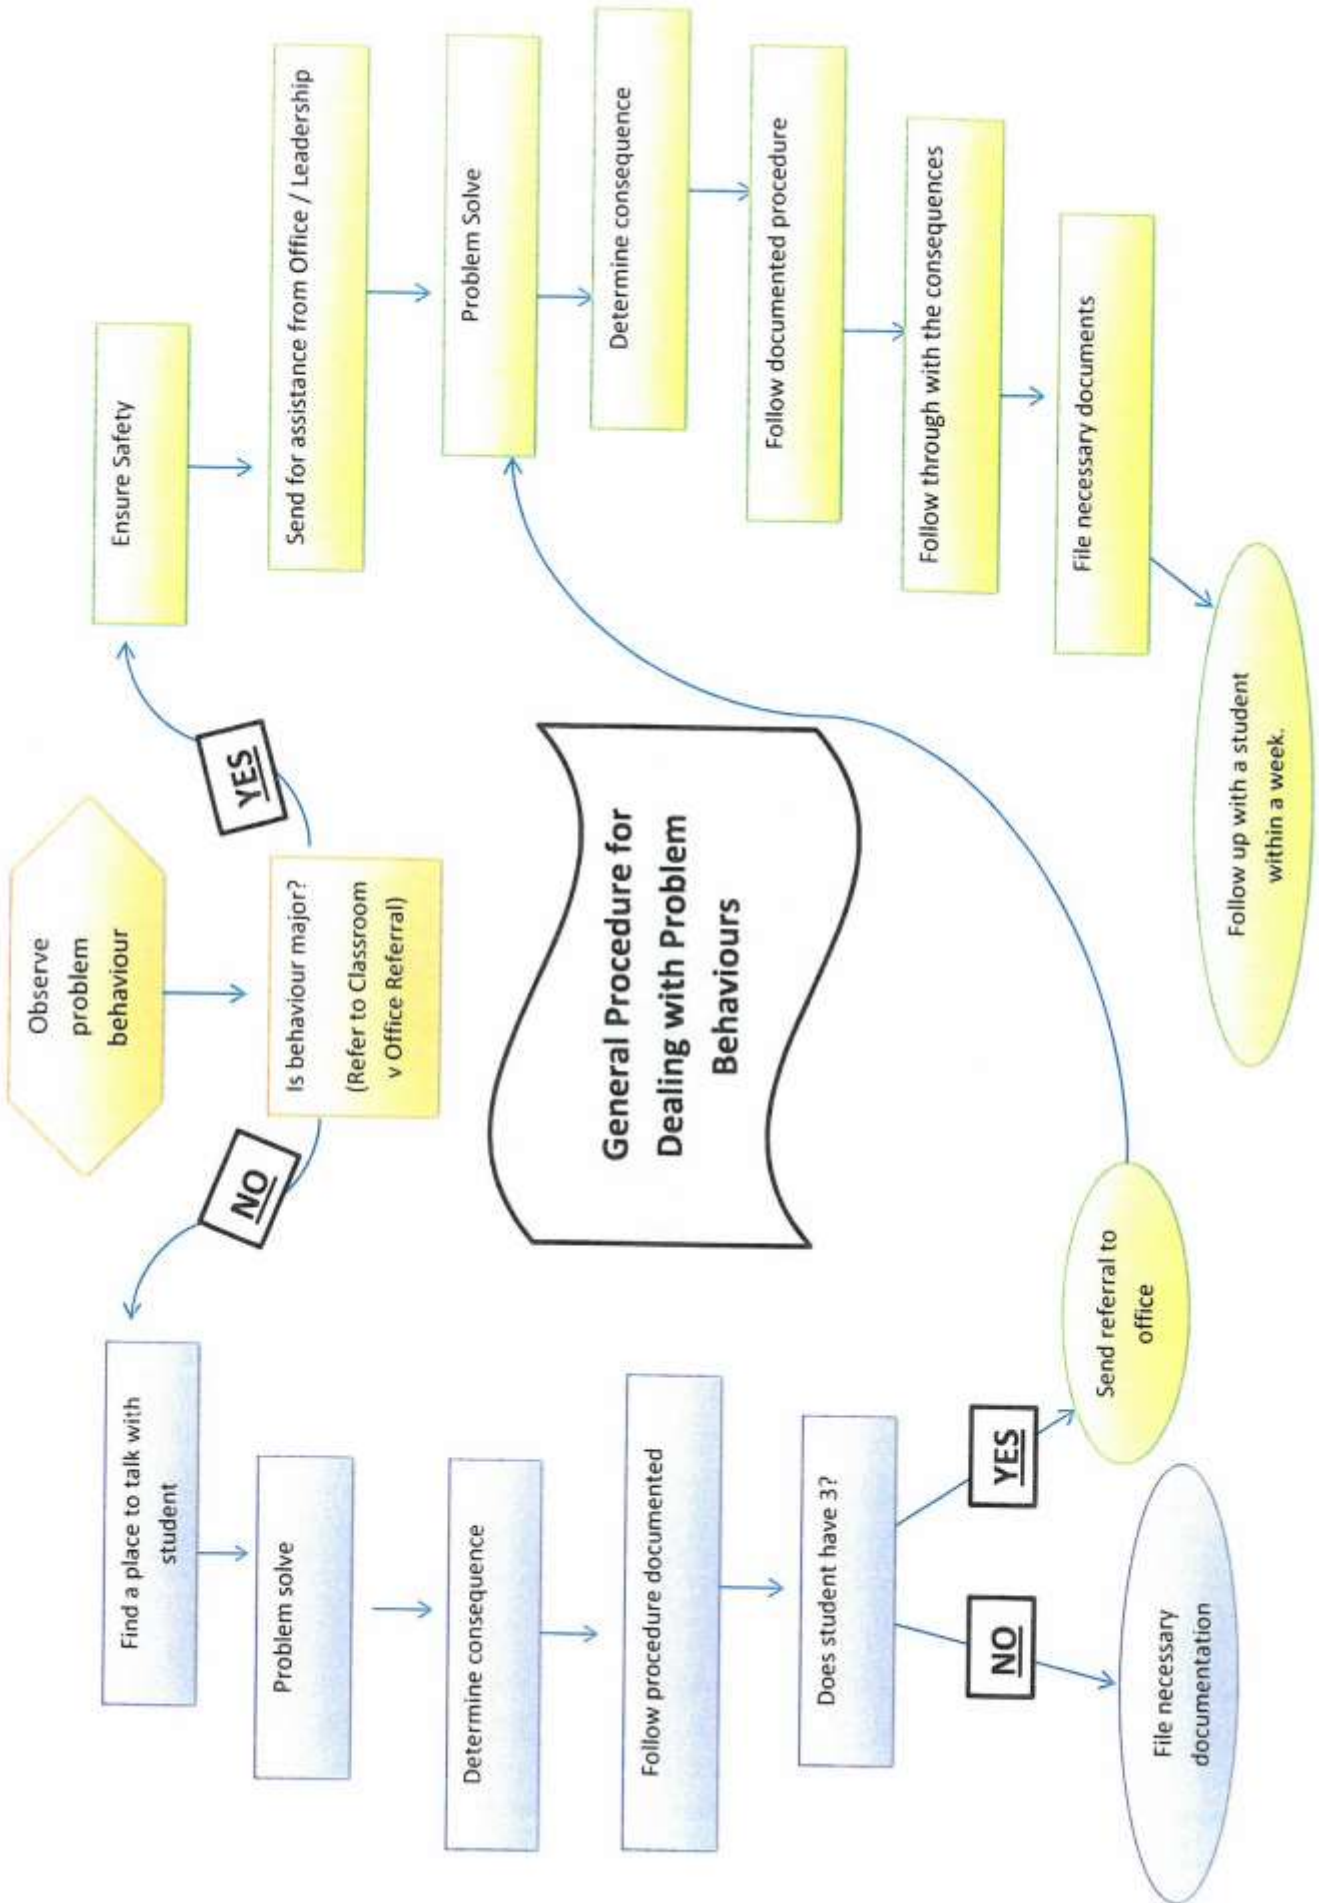 Observe
problem
behaviour
Is behaviour major?
(Refer to Classroom
v Office Referral)
NO
YES
Find a place to talk with
student
Problem solve
Determine consequence
Follow procedure documented
Does student have 3?
NO
YES
File necessary
documentation
Send referral to
office
General Procedure for
Dealing with Problem
Behaviours
Ensure Safety
Send for assistance from Office / Leadership
Problem Solve
Determine consequence
Follow documented procedure
Follow through with the consequences
File necessary documents
Follow up with a student
within a week.